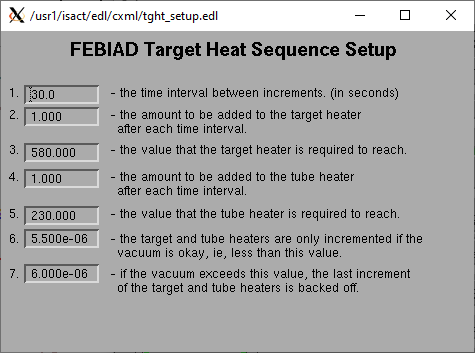 /usr1/isact/edl/cxml/tght_setup.edl
FEBIAD Target Heat Sequence Setup
1. 30.0 - the time interval between increments. (in seconds)
2. 1.000 - the amount to be added to the target heater
after each time interval.
3. 580.000 - the value that the target heater is required to reach.
4. 1.000 - the amount to be added to the tube heater
after each time interval.
5. 230.000 - the value that the tube heater is required to reach.
6. 5.500e-06 - the target and tube heaters are only incremented if the
vacuum is okay, ie, less than this value.
7. 6.000e-06 - if the vacuum exceeds this value, the last increment
of the target and tube heaters is backed off.